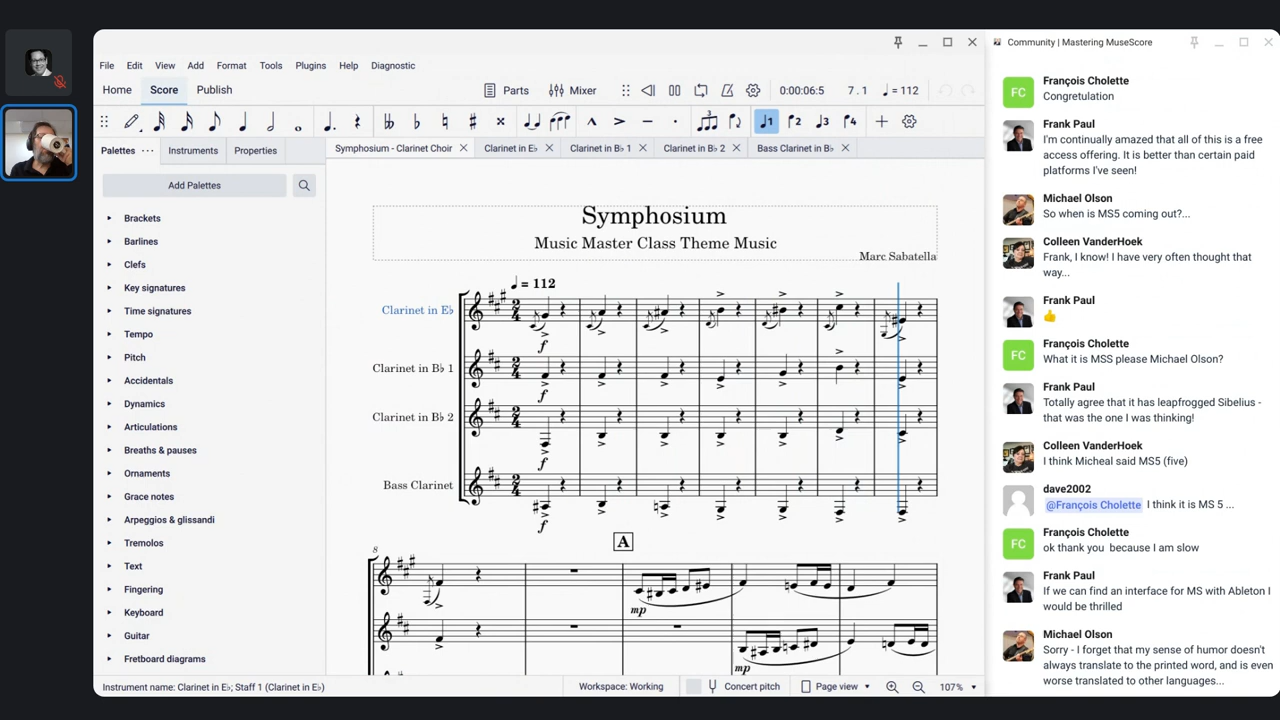 Community | Mastering MuseScore
File Edit View Add Format Tools Plugins Help Diagnostic
Home Score Publish Parts Mixer 0:00:06:5 7 . 1 = 112
3 1 2 3 4
Palettes Instruments Properties
Symphosium - Clarinet Choir Clarinet in E♭ Clarinet in B♭ 1 Clarinet in B♭ 2 Bass Clarinet in B♭
Add Palettes
Brackets
Barlines
Clefs
Key signatures
Time signatures
Tempo
Pitch
Accidentals
Dynamics
Articulations
Breaths & pauses
Ornaments
Grace notes
Arpeggios & glissandi
Tremolos
Text
Fingering
Keyboard
Guitar
Fretboard diagrams
Symphosium
Music Master Class Theme Music
Marc Sabatella
= 112
Clarinet in E♭
f
Clarinet in B♭ 1
f
Clarinet in B♭ 2
f
Bass Clarinet
f
A
8
mp
mp
Instrument name: Clarinet in E♭; Staff 1 (Clarinet in E♭) Workspace: Working Concert pitch Page view 107%
FC François Cholette
Congretulation
Frank Paul
I'm continually amazed that all of this is a free
access offering. It is better than certain paid
platforms I've seen!
Michael Olson
So when is MS5 coming out?...
Colleen VanderHoek
Frank, I know! I have very often thought that
way...
Frank Paul
👍
FC François Cholette
What it is MSS please Michael Olson?
Frank Paul
Totally agree that it has leapfrogged Sibelius -
that was the one I was thinking!
Colleen VanderHoek
I think Micheal said MS5 (five)
dave2002
@François Cholette I think it is MS 5 ...
FC François Cholette
ok thank you because I am slow
Frank Paul
If we can find an interface for MS with Ableton I
would be thrilled
Michael Olson
Sorry - I forget that my sense of humor doesn't
always translate to the printed word, and is even
worse translated to other languages...